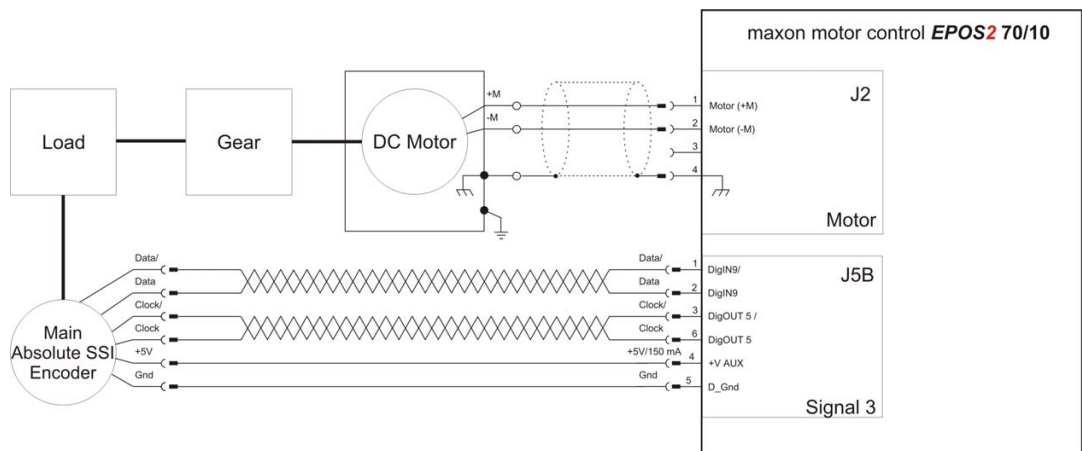 maxon motor control EPOS2 70/10
J2
+M
-M
1
Motor (+M)
2
Motor (-M)
3
4
Load
Gear
DC Motor
Motor
Data/
Data/
1
DigIN9/
J5B
Data
Data
2
DigIN9
Clock/
Clock/
3
DigOUT 5 /
Clock
Clock
6
DigOUT 5
+5V
+5V/150 mA
4
+V AUX
Gnd
Gnd
5
D_Gnd
Main
Absolute SSI
Encoder
Signal 3